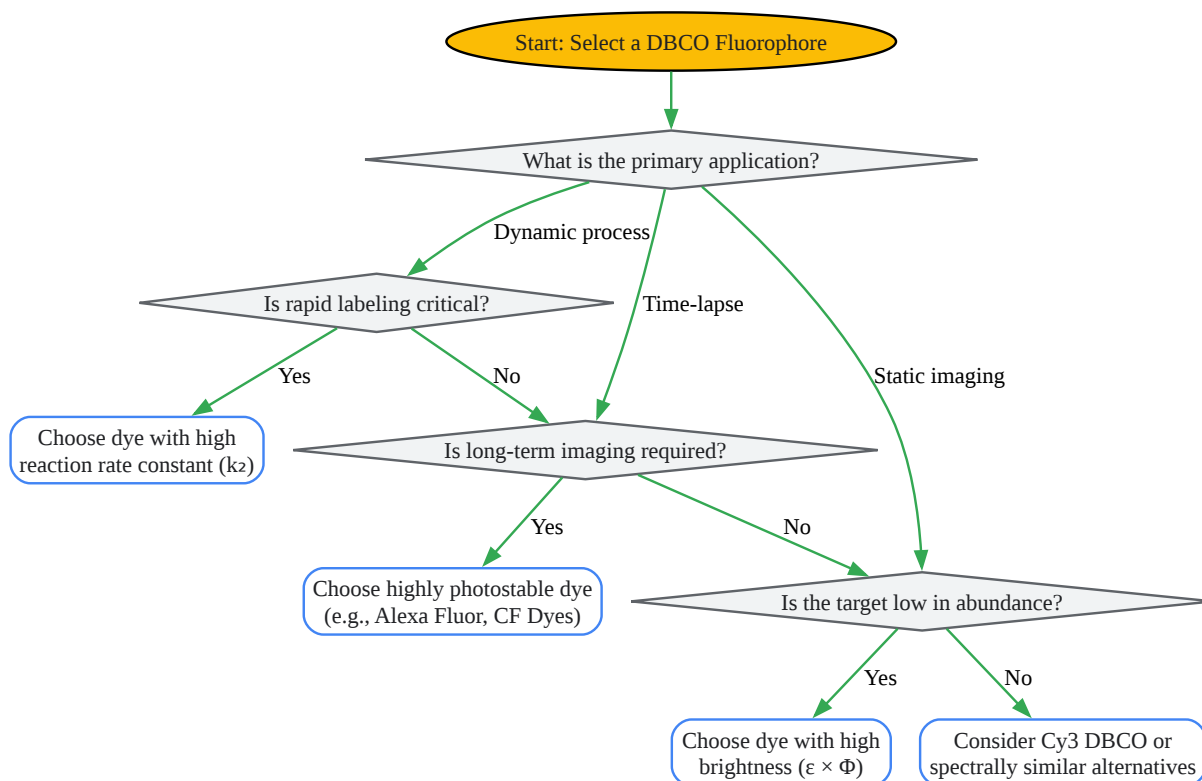 Start: Select a DBCO Fluorophore
What is the primary application?
Dynamic process
Is rapid labeling critical?
Time-lapse
Static imaging
Yes
No
Choose dye with high
reaction rate constant (k₂)
Is long-term imaging required?
Yes
No
Choose highly photostable dye
(e.g., Alexa Fluor, CF Dyes)
Is the target low in abundance?
Yes
No
Choose dye with high
brightness (ε × Φ)
Consider Cy3 DBCO or
spectrally similar alternatives